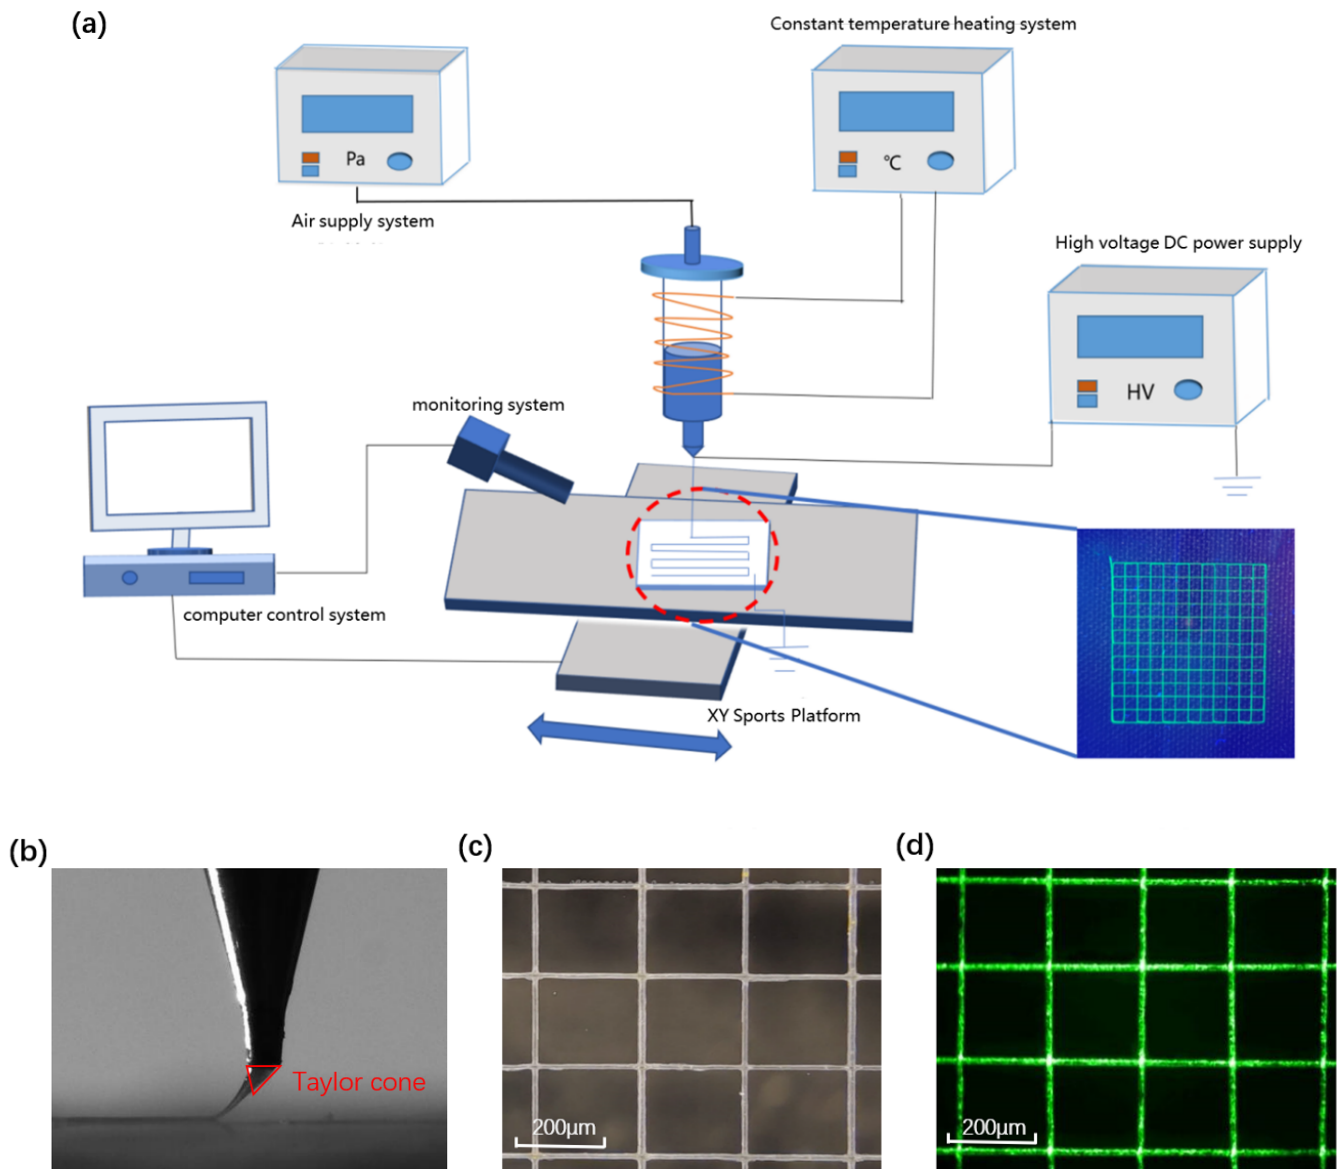 (a)
Constant temperature heating system
Pa
°C
Air supply system
High voltage DC power supply
HV
monitoring system
computer control system
XY Sports Platform
(b)
(c)
(d)
Taylor cone
200μm
200μm